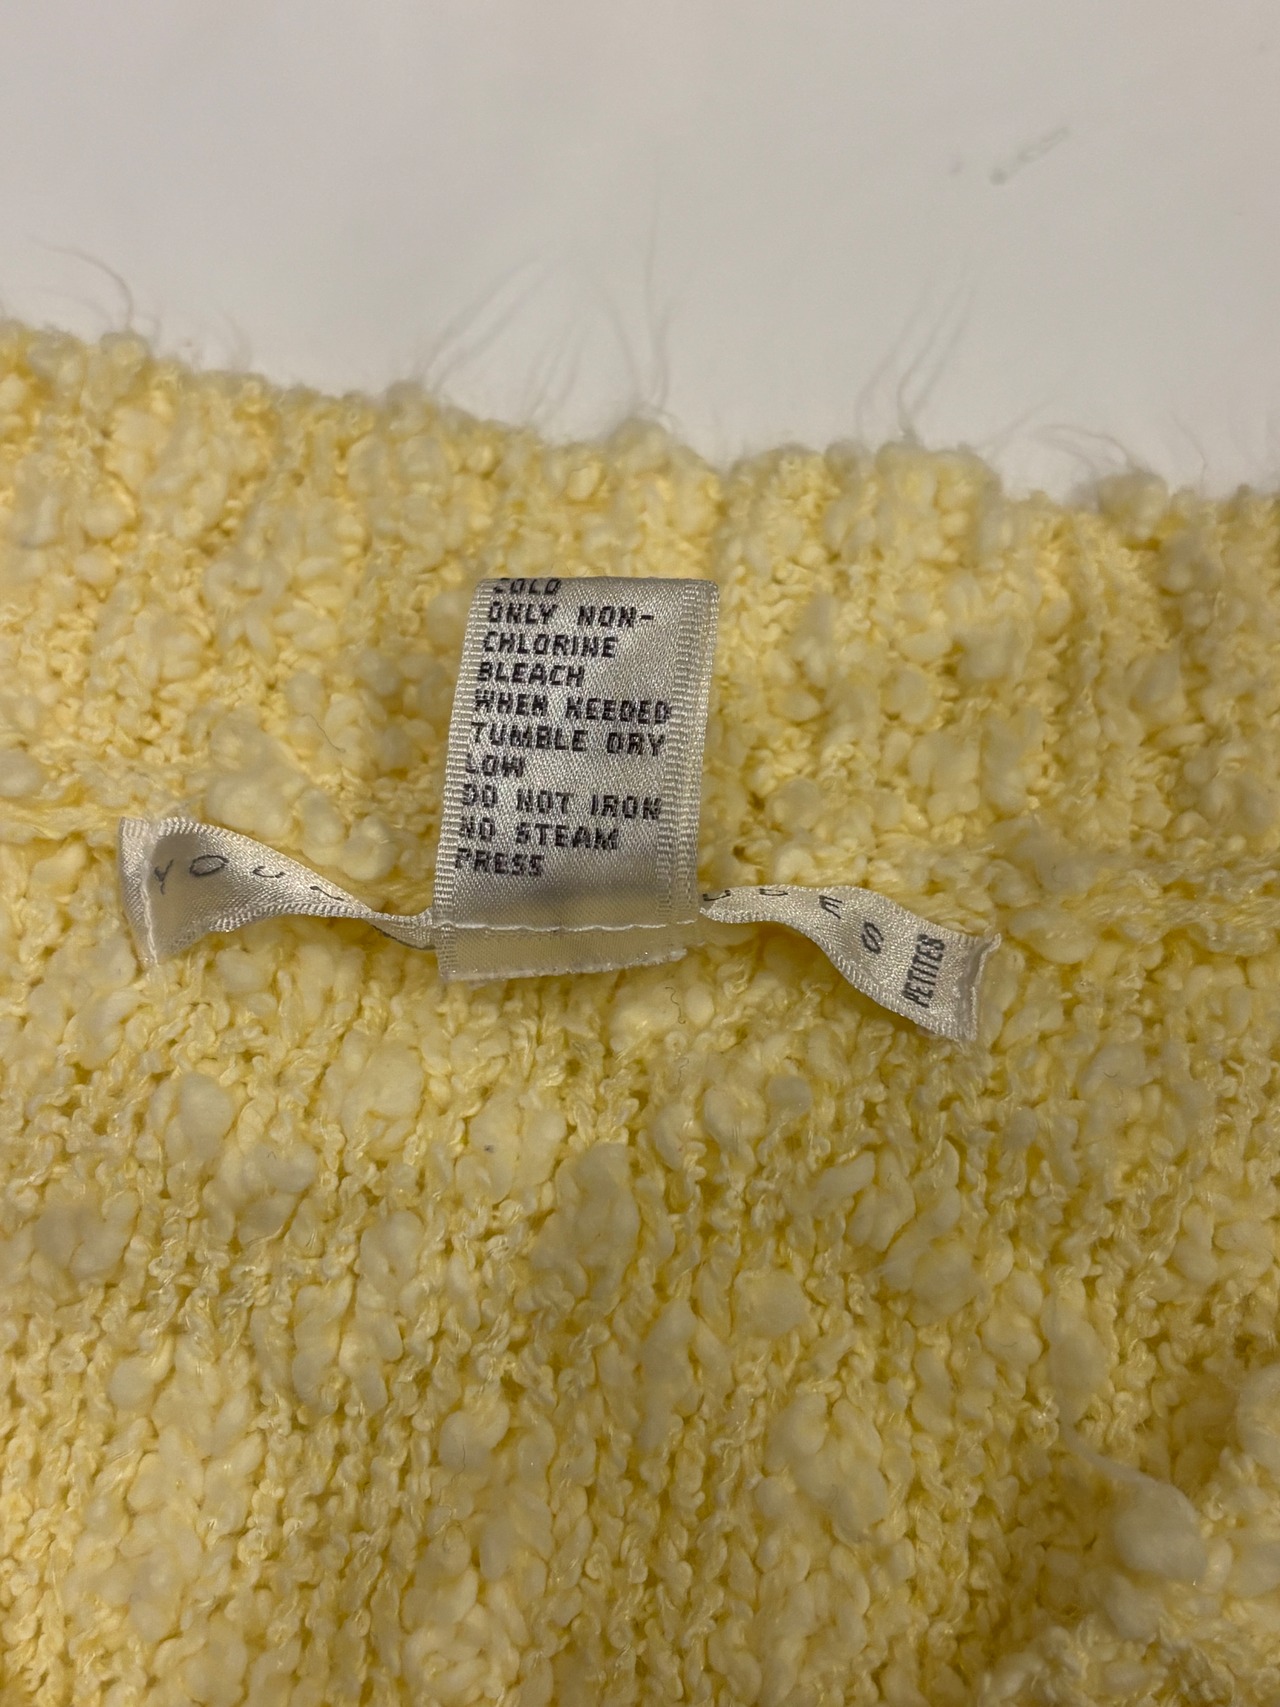 COLD
ONLY NON-
CHLORINE
BLEACH
WHEN NEEDED
TUMBLE DRY
LOW
DO NOT IRON
NO STEAM
PRESS
PETITES